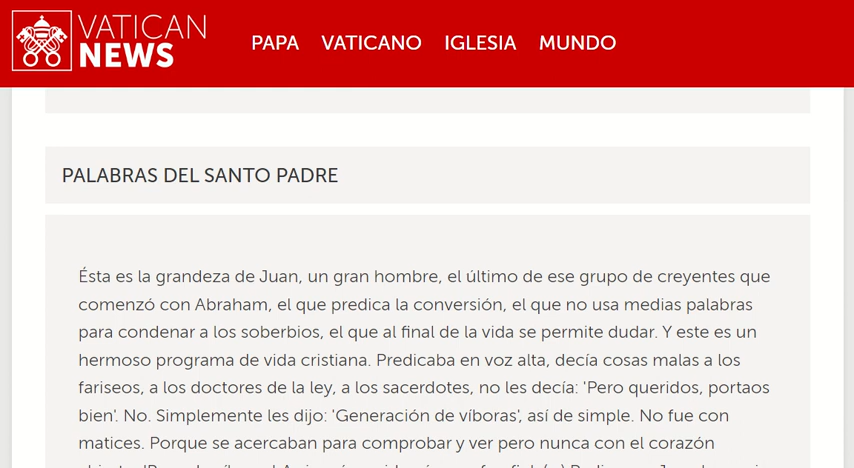 VATICAN
NEWS
PAPA VATICANO IGLESIA MUNDO
PALABRAS DEL SANTO PADRE
Ésta es la grandeza de Juan, un gran hombre, el último de ese grupo de creyentes que
comenzó con Abraham, el que predica la conversión, el que no usa medias palabras
para condenar a los soberbios, el que al final de la vida se permite dudar. Y este es un
hermoso programa de vida cristiana. Predicaba en voz alta, decía cosas malas a los
fariseos, a los doctores de la ley, a los sacerdotes, no les decía: 'Pero queridos, portaos
bien'. No. Simplemente les dijo: 'Generación de víboras', así de simple. No fue con
matices. Porque se acercaban para comprobar y ver pero nunca con el corazón